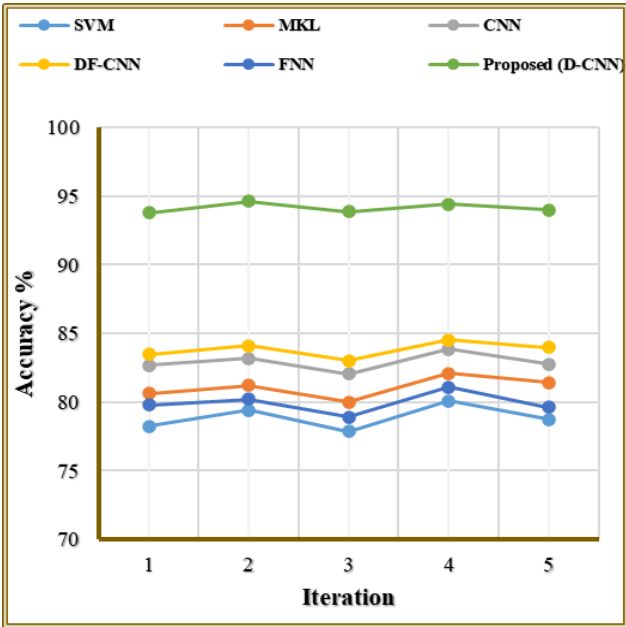 SVM MKL CNN
DF-CNN FNN Proposed (D-CNN)
100
95
90
85
80
75
70
Accuracy %
1 2 3 4 5
Iteration